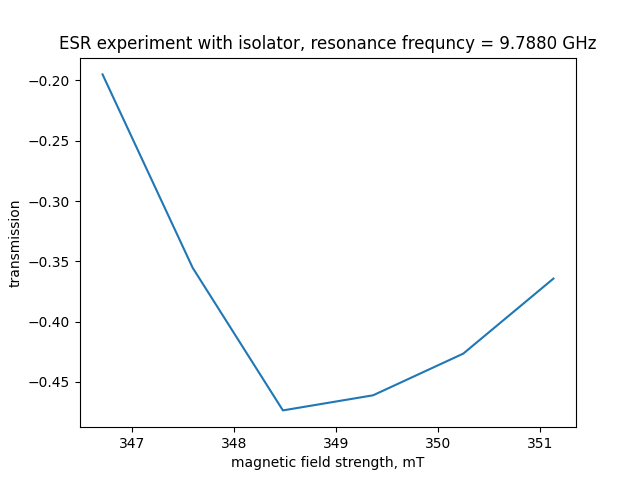 ESR experiment with isolator, resonance frequncy = 9.7880 GHz
−0.20
−0.25
−0.30
−0.35
−0.40
−0.45
transmission
347 348 349 350 351
magnetic field strength, mT